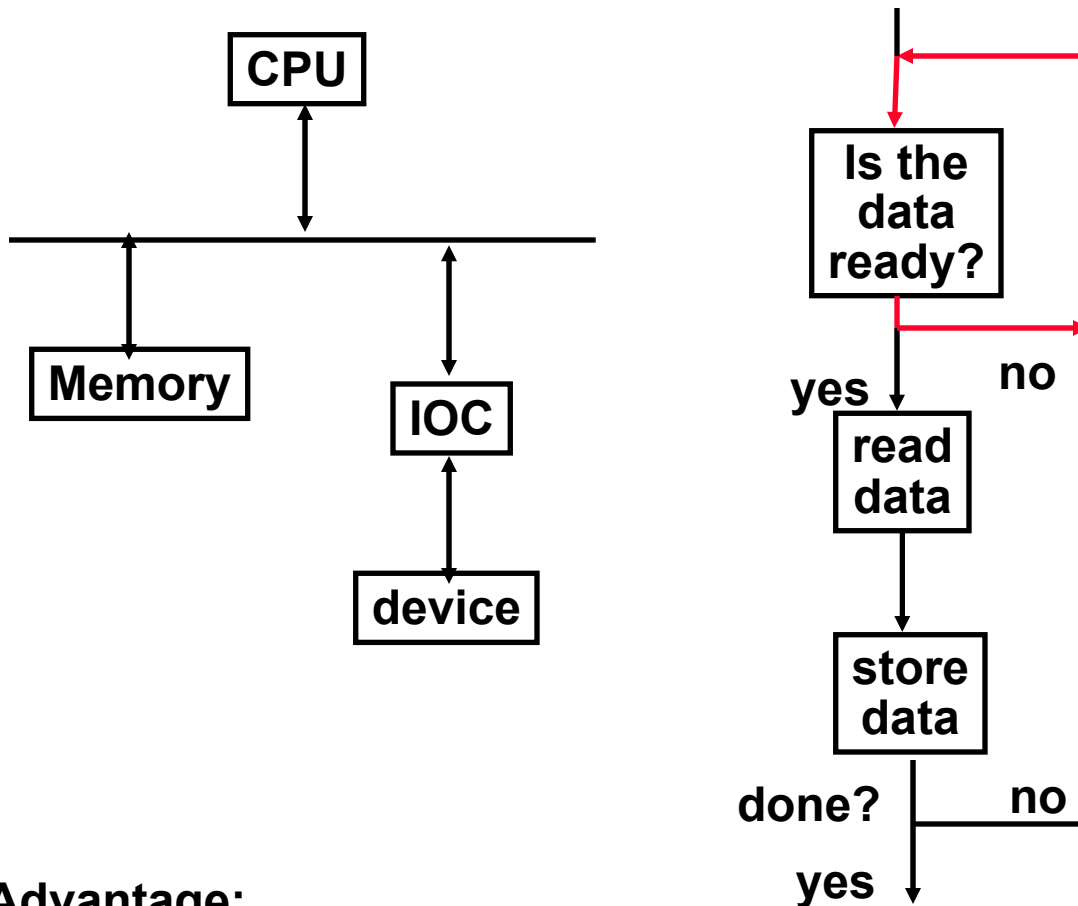 CPU
Memory
IOC
device
Is the
data
ready?
yes
no
read
data
store
data
done?
no
yes
Advantage: